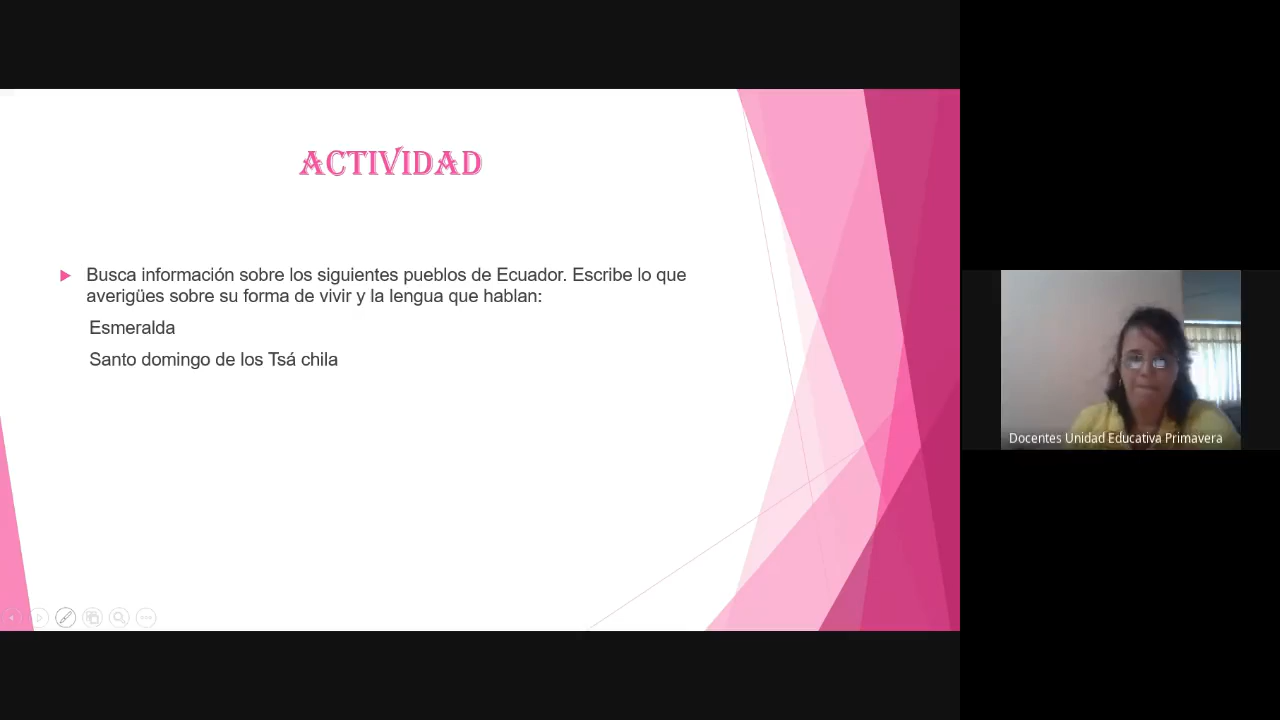 ACTIVIDAD
Busca información sobre los siguientes pueblos de Ecuador. Escribe lo que
averigües sobre su forma de vivir y la lengua que hablan:
Esmeralda
Santo domingo de los Tsá chila
Docentes Unidad Educativa Primavera